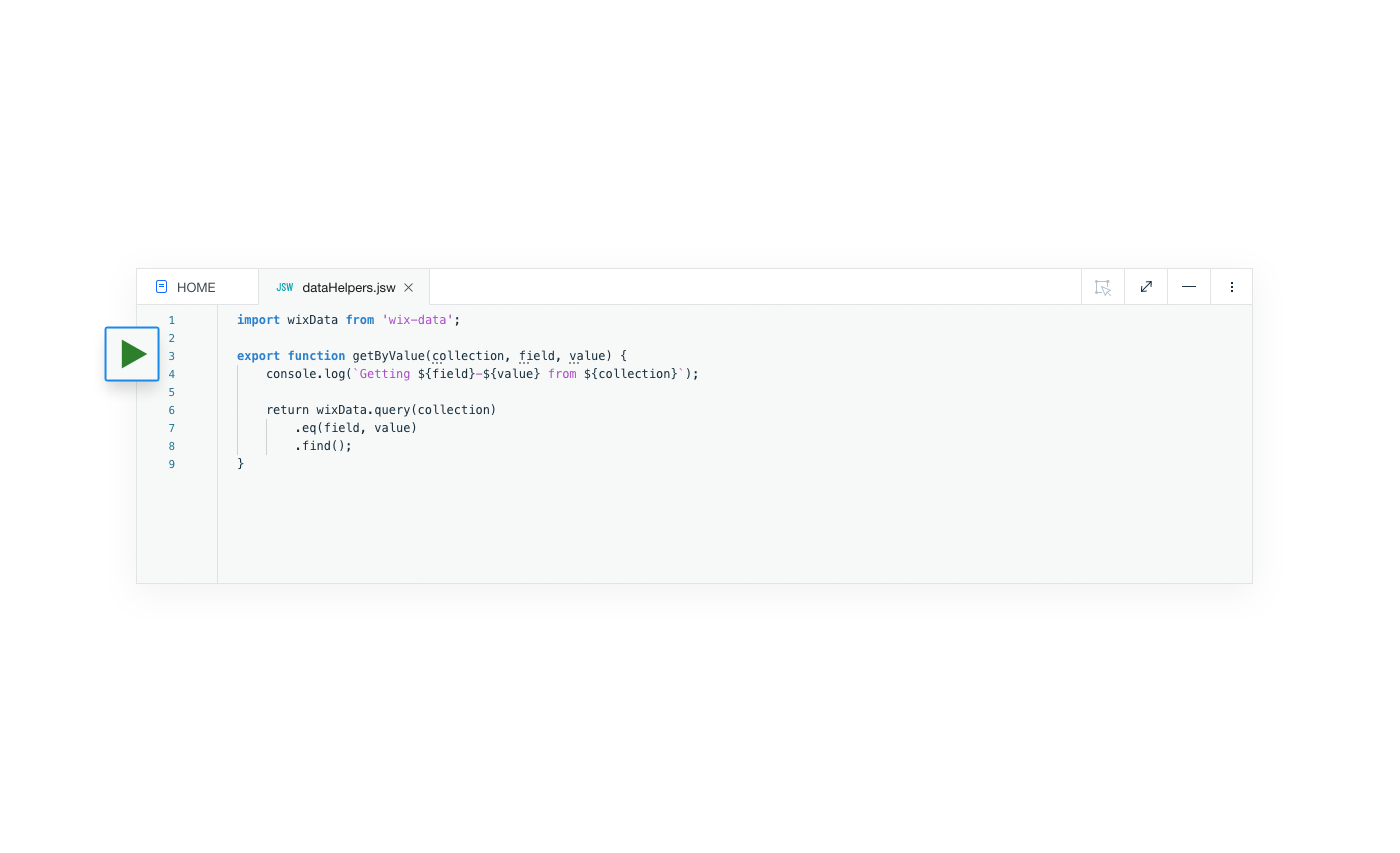 HOME JSW dataHelpers.jsw
1 import wixData from 'wix-data';
2
3 export function getByValue(collection, field, value) {
4     console.log(`Getting ${field}-${value} from ${collection}`);
5
6     return wixData.query(collection)
7         .eq(field, value)
8         .find();
9 }